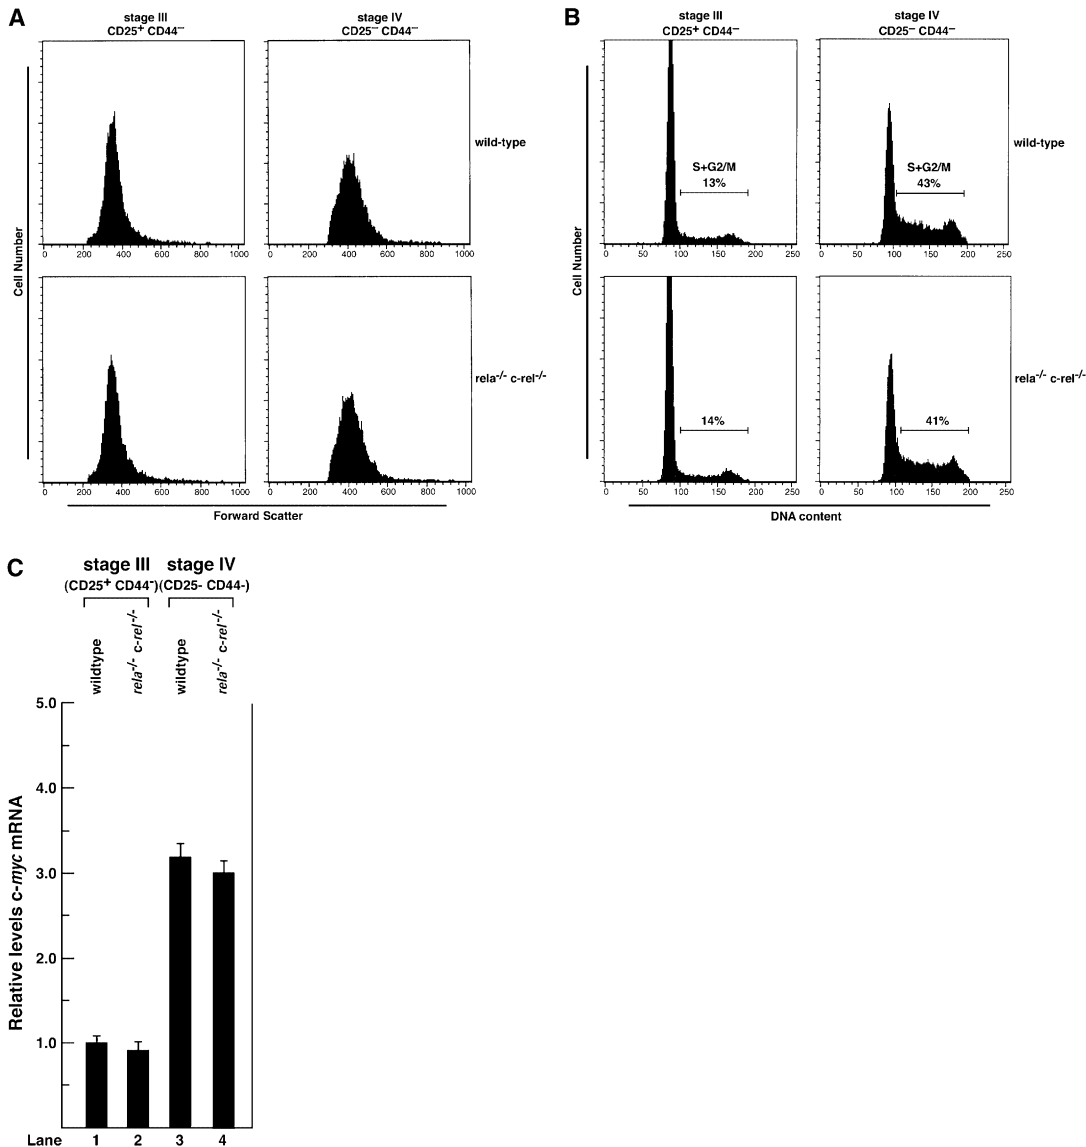 A
stage III
CD25+ CD44−
stage IV
CD25− CD44−
wild-type
0 200 400 600 800 1000
0 200 400 600 800 1000
rela-/- c-rel-/-
0 200 400 600 800 1000
0 200 400 600 800 1000
Cell Number
Forward Scatter
B
stage III
CD25+ CD44−
stage IV
CD25− CD44−
S+G2/M
13%
S+G2/M
43%
wild-type
0 50 100 150 200 250
0 50 100 150 200 250
14%
41%
rela-/- c-rel-/-
0 50 100 150 200 250
0 50 100 150 200 250
Cell Number
DNA content
C
stage III stage IV
(CD25+ CD44-)(CD25- CD44-)
wildtype
rela-/- c-rel-/-
wildtype
rela-/- c-rel-/-
5.0
4.0
3.0
2.0
1.0
Relative levels c-myc mRNA
Lane 1 2 3 4